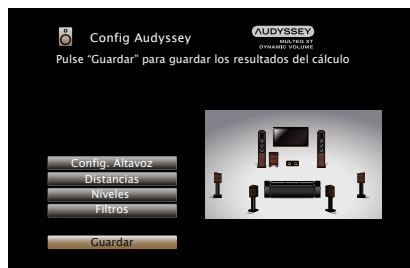 Config Audyssey
AUDYSSEY
MULTEQ XT
DYNAMIC VOLUME
Pulse “Guardar” para guardar los resultados del cálculo
Config. Altavoz
Distancias
Niveles
Filtros
Guardar